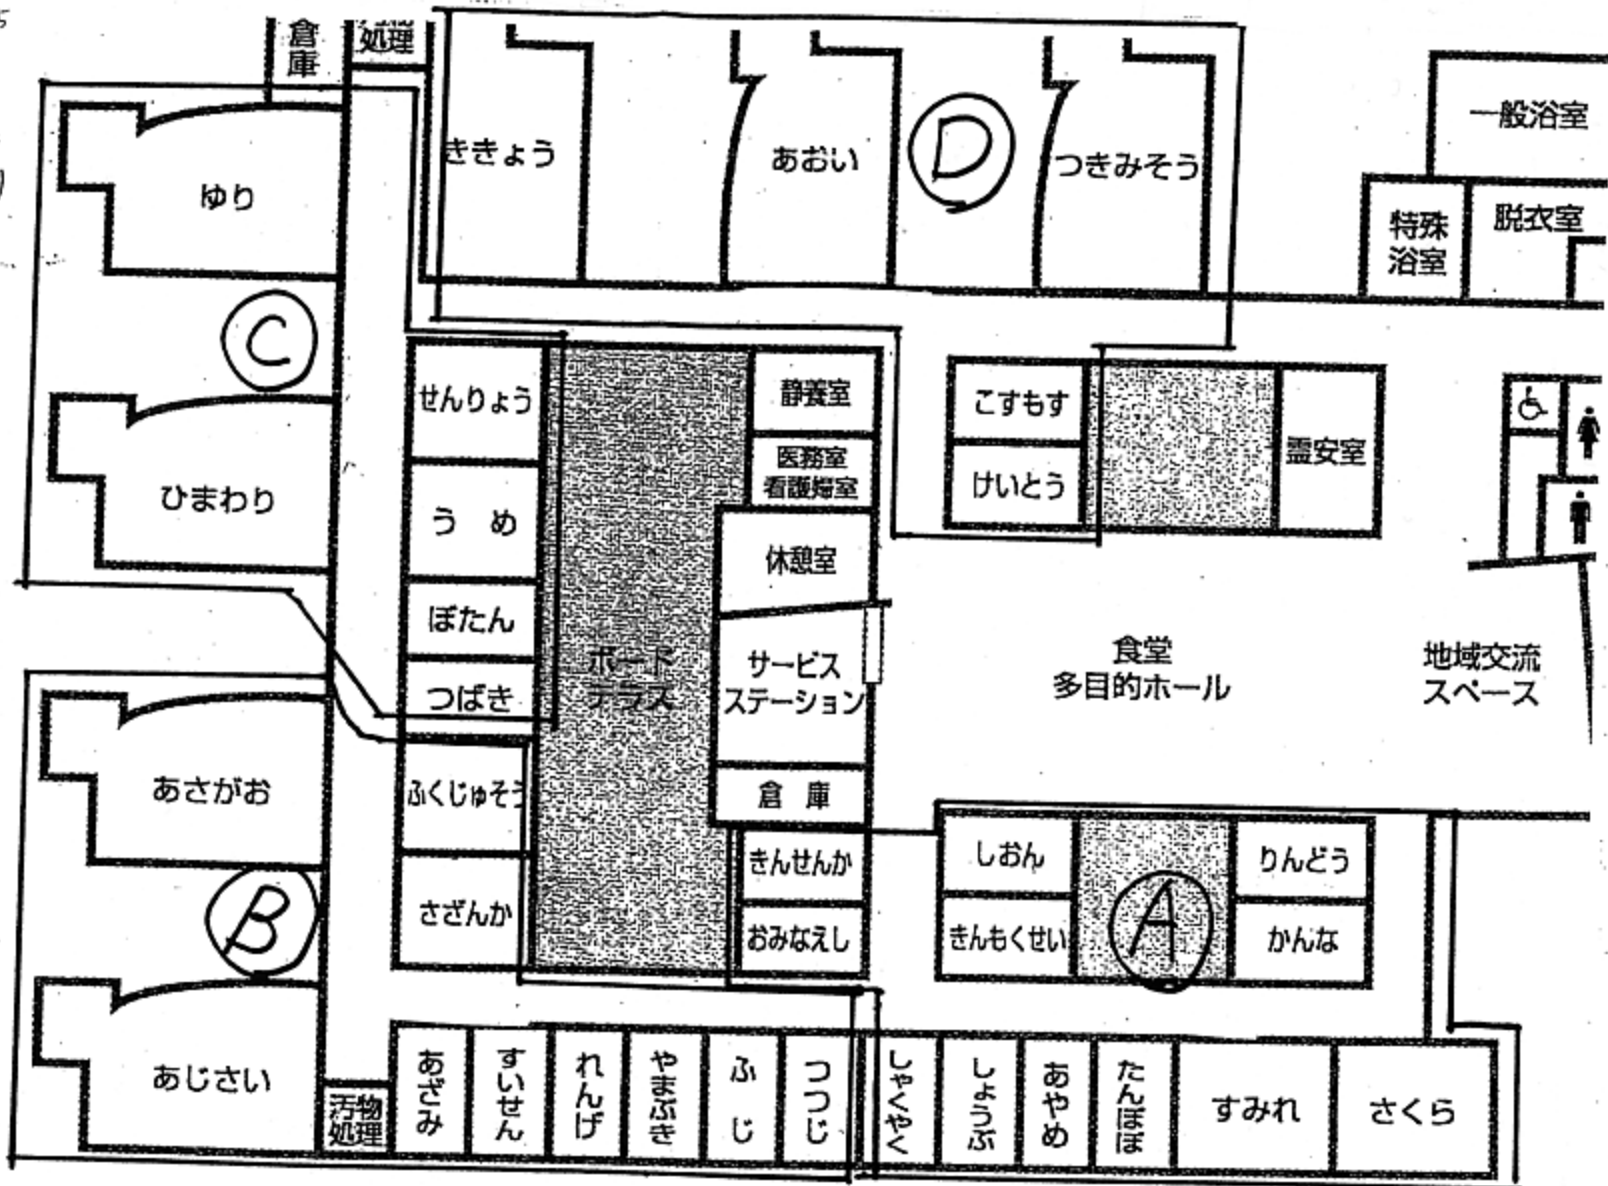 倉庫
処理
ききょう
あおい
D
つきみそう
一般浴室
特殊
浴室
脱衣室
ゆり
C
ひまわり
せんりょう
うめ
ぼたん
つばき
ふくじゅそう
さざんか
ボード
テラス
静養室
医務室
看護婦室
休憩室
サービス
ステーション
倉庫
きんせんか
おみなえし
こすもす
けいとう
霊安室
食堂
多目的ホール
地域交流
スペース
あさがお
B
あじさい
しおん
きんもくせい
A
りんどう
かんな
汚物
処理
あざみ
すいせん
れんげ
やまぶき
ふじ
つつじ
しゃくやく
しょうぶ
あやめ
たんぽぽ
すみれ
さくら